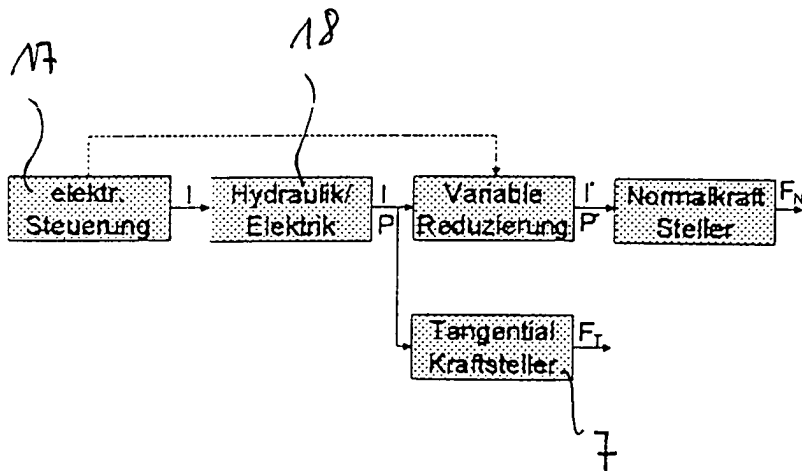 17
18
elektr.
Steuerung
I
Hydraulik/
Elektrik
I
P
Variable
Reduzierung
I'
P'
Normalkraft
Steller
F_N
Tangential
Kraftsteller
F_T
7